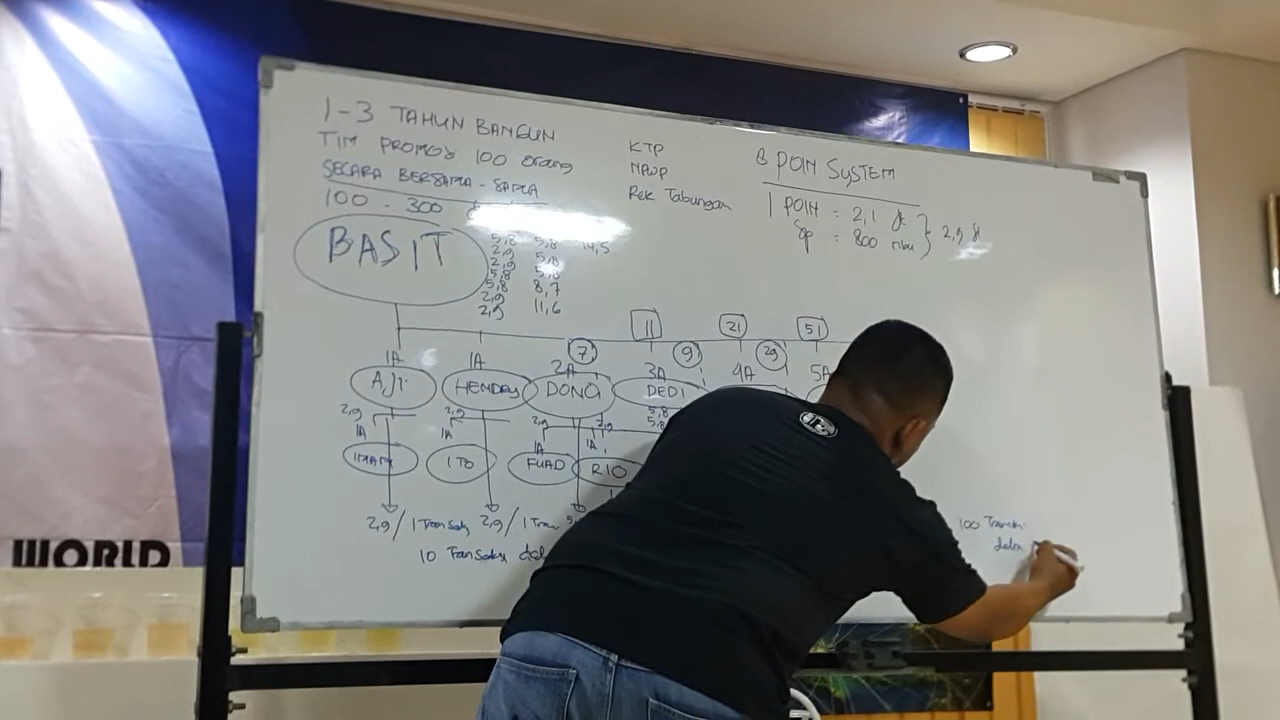 1-3 TAHUN BANGUN
TIM PROMOSI 100 Orang
SECARA BERSAMA-SAMA
100 - 300
KTP
NPWP
Rek Tabungan
POIN SYSTEM
1 POIN = 2,1 jt
Sp = 800 ribu
2,9 jt
BASIT
5,8 5,8 14,5
2,9 5,8
2,9 5,8
5,8 8,7
5,8 11,6
2,9
2,9
11 21 51
7 9 29
1A 1A 2A 3A 4A 5A
AJI HENDRY DONA DEDI
2,9 2,9 2,9 2,9 5,8
5,8
1A 1A 1A 1A
IMAM ITO FUAD RIO
2,9/1 Transaksi 2,9/1 Tran
10 Transaksi
100 Transaksi
dalam
WORLD